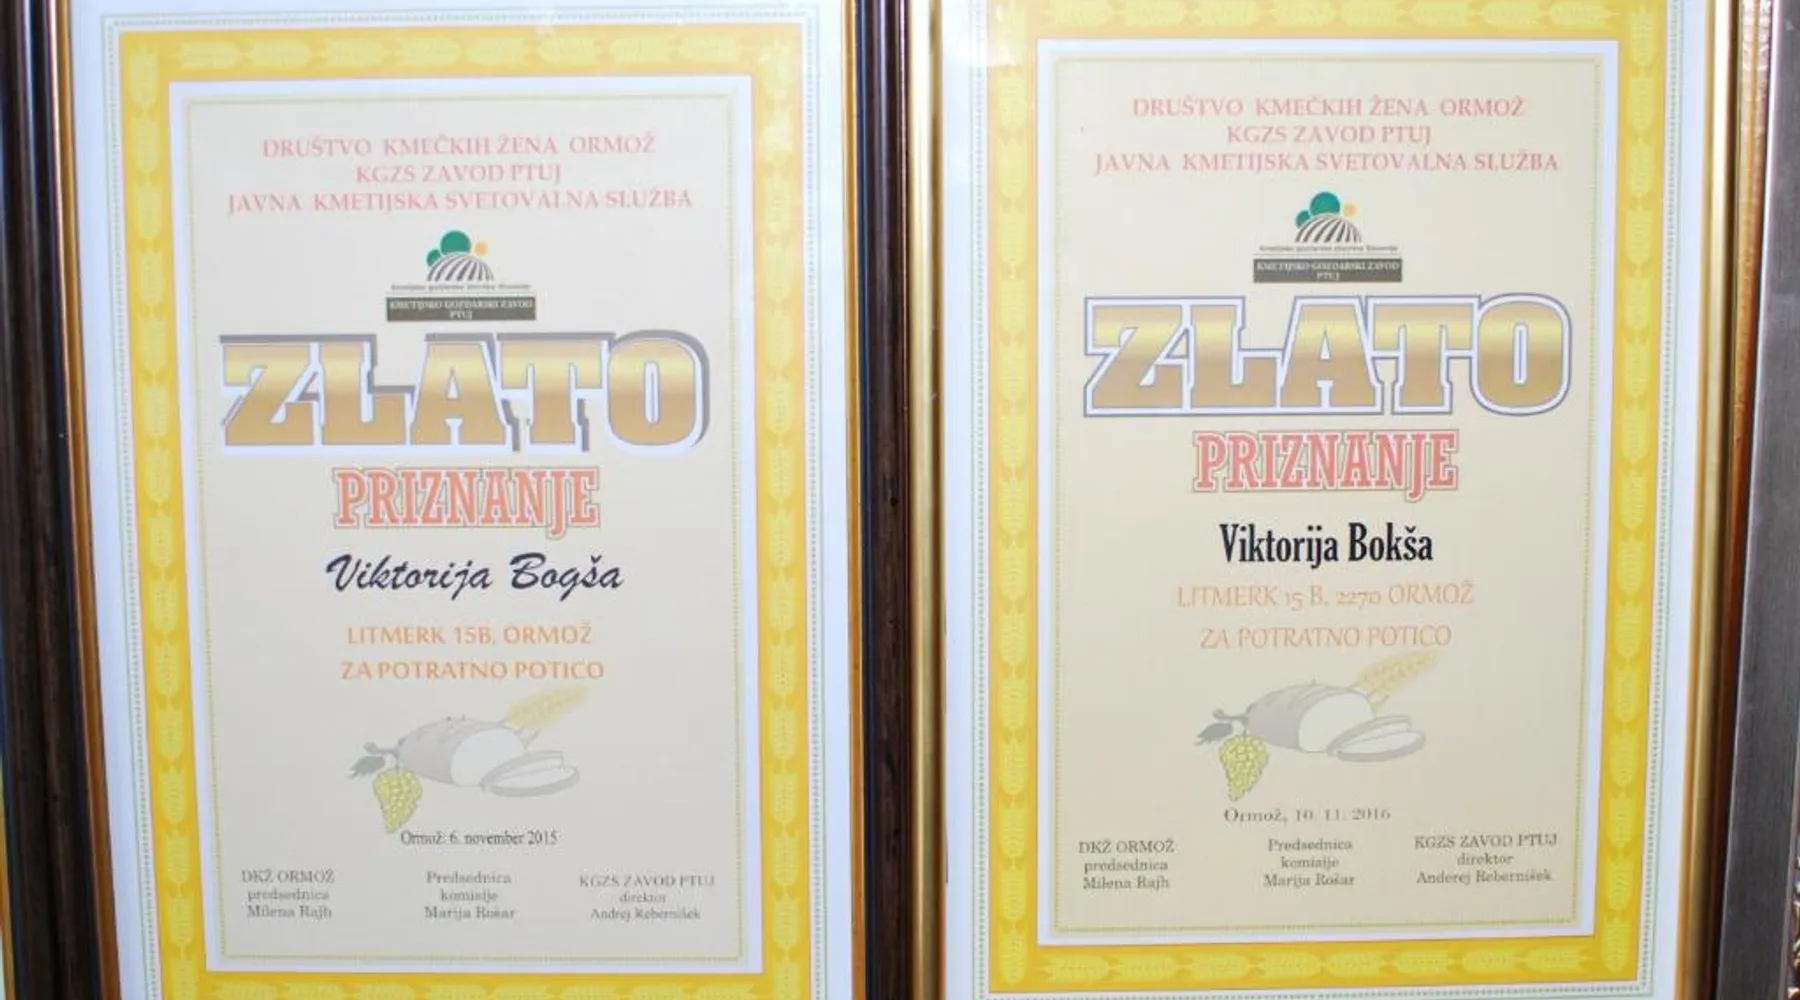 DRUŠTVO KMEČKIH ŽENA ORMOŽ
KGZS ZAVOD PTUJ
JAVNA KMETIJSKA SVETOVALNA SLUŽBA
KMETIJSKO GOZDARSKI ZAVOD
PTUJ
ZLATO
PRIZNANJE
Viktorija Bogša
LITMERK 15B, ORMOŽ
ZA POTRATNO POTICO
Ormož: 6. november 2015
DKŽ ORMOŽ
predsednica
Milena Rajh
Predsednica
komisije
Marija Rošar
KGZS ZAVOD PTUJ
direktor
Andrej Rebernišek
DRUŠTVO KMEČKIH ŽENA ORMOŽ
KGZS ZAVOD PTUJ
JAVNA KMETIJSKA SVETOVALNA SLUŽBA
KMETIJSKO GOZDARSKI ZAVOD
PTUJ
ZLATO
PRIZNANJE
Viktorija Bokša
LITMERK 15 B, 2270 ORMOŽ
ZA POTRATNO POTICO
Ormož, 10. 11. 2016
DKŽ ORMOŽ
predsednica
Milena Rajh
Predsednica
komisije
Marija Rošar
KGZS ZAVOD PTUJ
direktor
Anderej Rebernišek